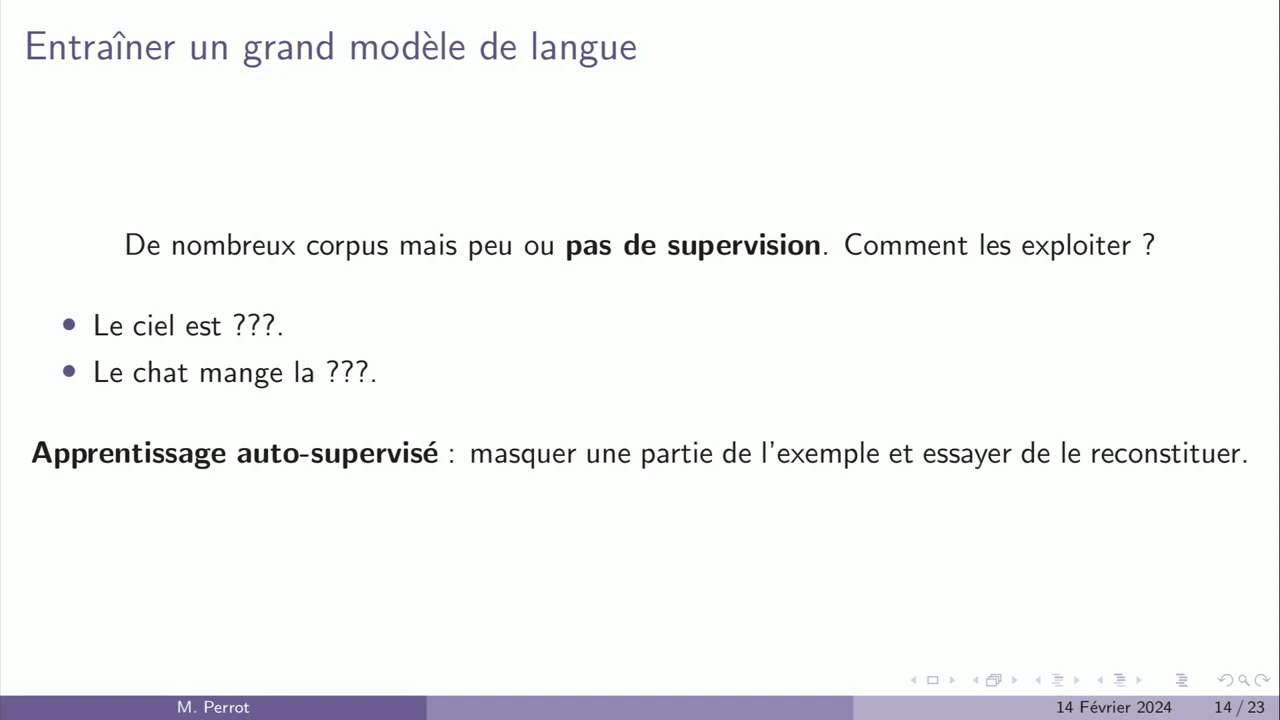 Entraîner un grand modèle de langue
De nombreux corpus mais peu ou pas de supervision. Comment les exploiter ?
• Le ciel est ???.
• Le chat mange la ???.
Apprentissage auto-supervisé : masquer une partie de l'exemple et essayer de le reconstituer.
M. Perrot 14 Février 2024 14 / 23